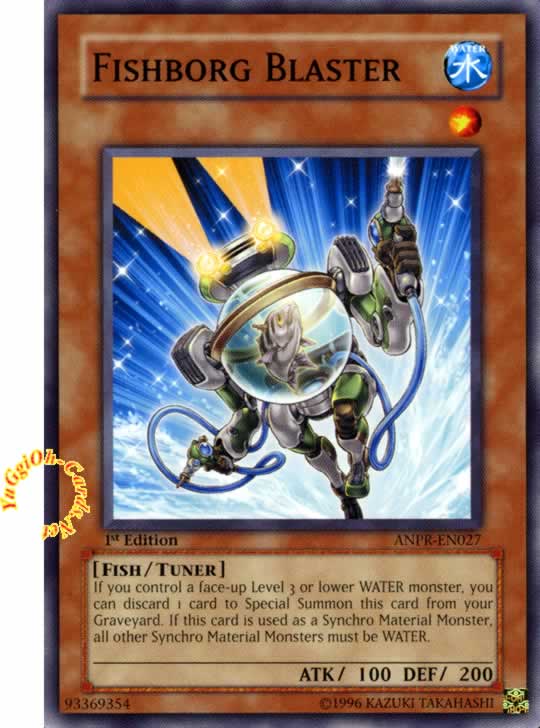 FISHBORG BLASTER
WATER
水
YuGgiOh-Cards.Net
1st Edition
ANPR-EN027
[FISH/TUNER]
If you control a face-up Level 3 or lower WATER monster, you
can discard 1 card to Special Summon this card from your
Graveyard. If this card is used as a Synchro Material Monster,
all other Synchro Material Monsters must be WATER.
ATK/ 100 DEF/ 200
93369354
©1996 KAZUKI TAKAHASHI